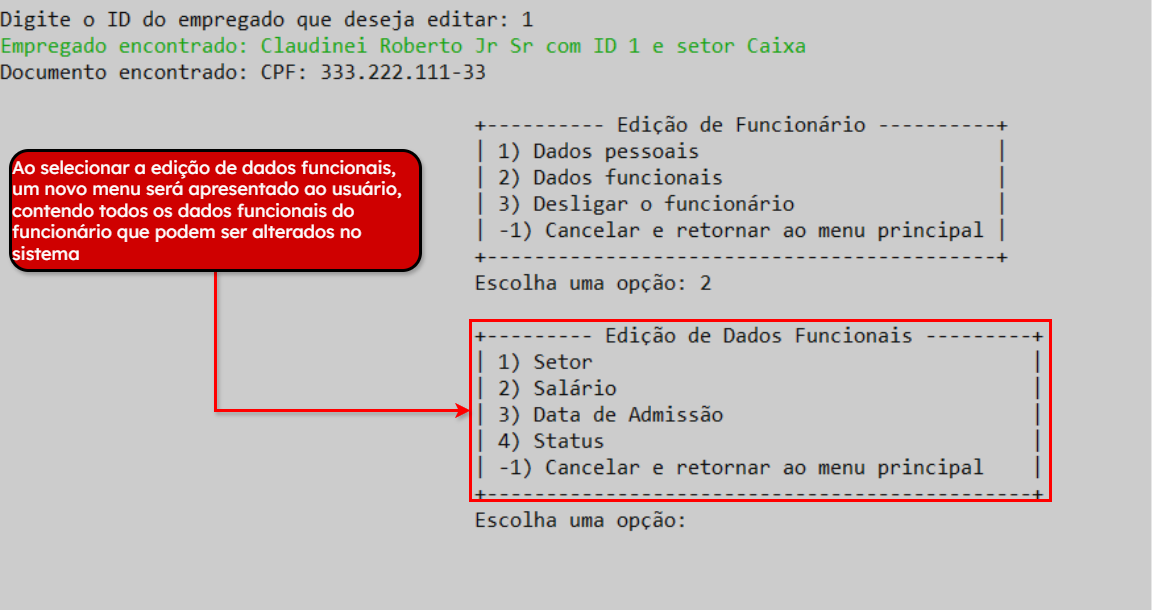 Digite o ID do empregado que deseja editar: 1
Empregado encontrado: Claudinei Roberto Jr Sr com ID 1 e setor Caixa
Documento encontrado: CPF: 333.222.111-33
+---------- Edição de Funcionário ----------+
| 1) Dados pessoais |
| 2) Dados funcionais |
| 3) Desligar o funcionário |
| -1) Cancelar e retornar ao menu principal |
+-------------------------------------------+
Escolha uma opção: 2
Ao selecionar a edição de dados funcionais,
um novo menu será apresentado ao usuário,
contendo todos os dados funcionais do
funcionário que podem ser alterados no
sistema
+--------- Edição de Dados Funcionais ---------+
| 1) Setor |
| 2) Salário |
| 3) Data de Admissão |
| 4) Status |
| -1) Cancelar e retornar ao menu principal |
+----------------------------------------------+
Escolha uma opção: